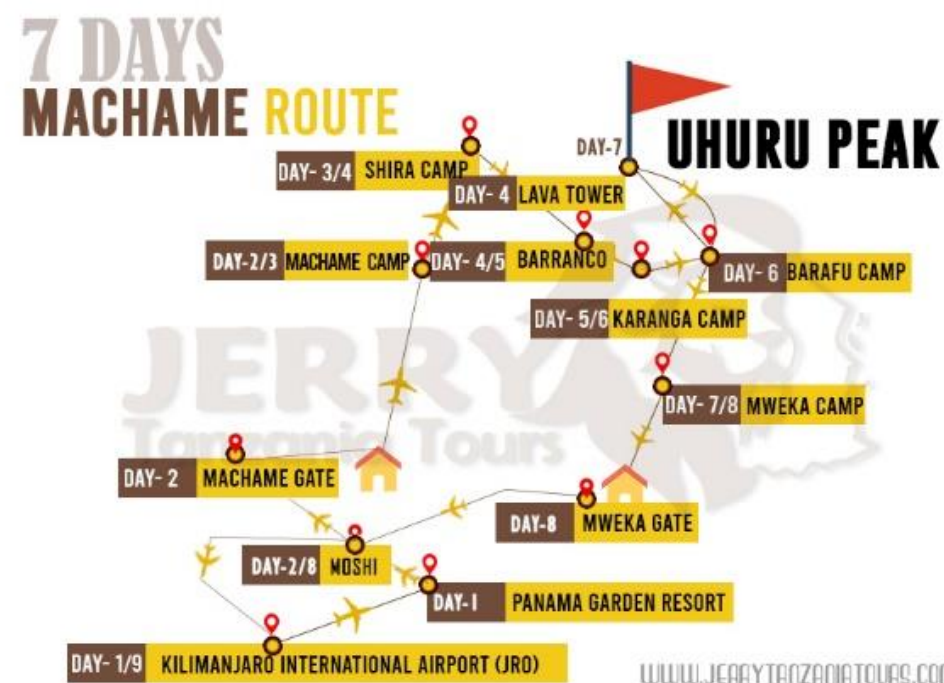 7 DAYS
MACHAME ROUTE
DAY-7
UHURU PEAK
DAY- 3/4 SHIRA CAMP
DAY- 4 LAVA TOWER
DAY-2/3 MACHAME CAMP
DAY- 4/5 BARRANCO
DAY- 6 BARAFU CAMP
DAY- 5/6 KARANGA CAMP
JERRY
Tanzania Tours
DAY- 7/8 MWEKA CAMP
DAY- 2 MACHAME GATE
DAY-8 MWEKA GATE
DAY-2/8 MOSHI
DAY-1 PANAMA GARDEN RESORT
DAY- 1/9 KILIMANJARO INTERNATIONAL AIRPORT (JRO)
WWW.JERRYTANZANIATOURS.COM